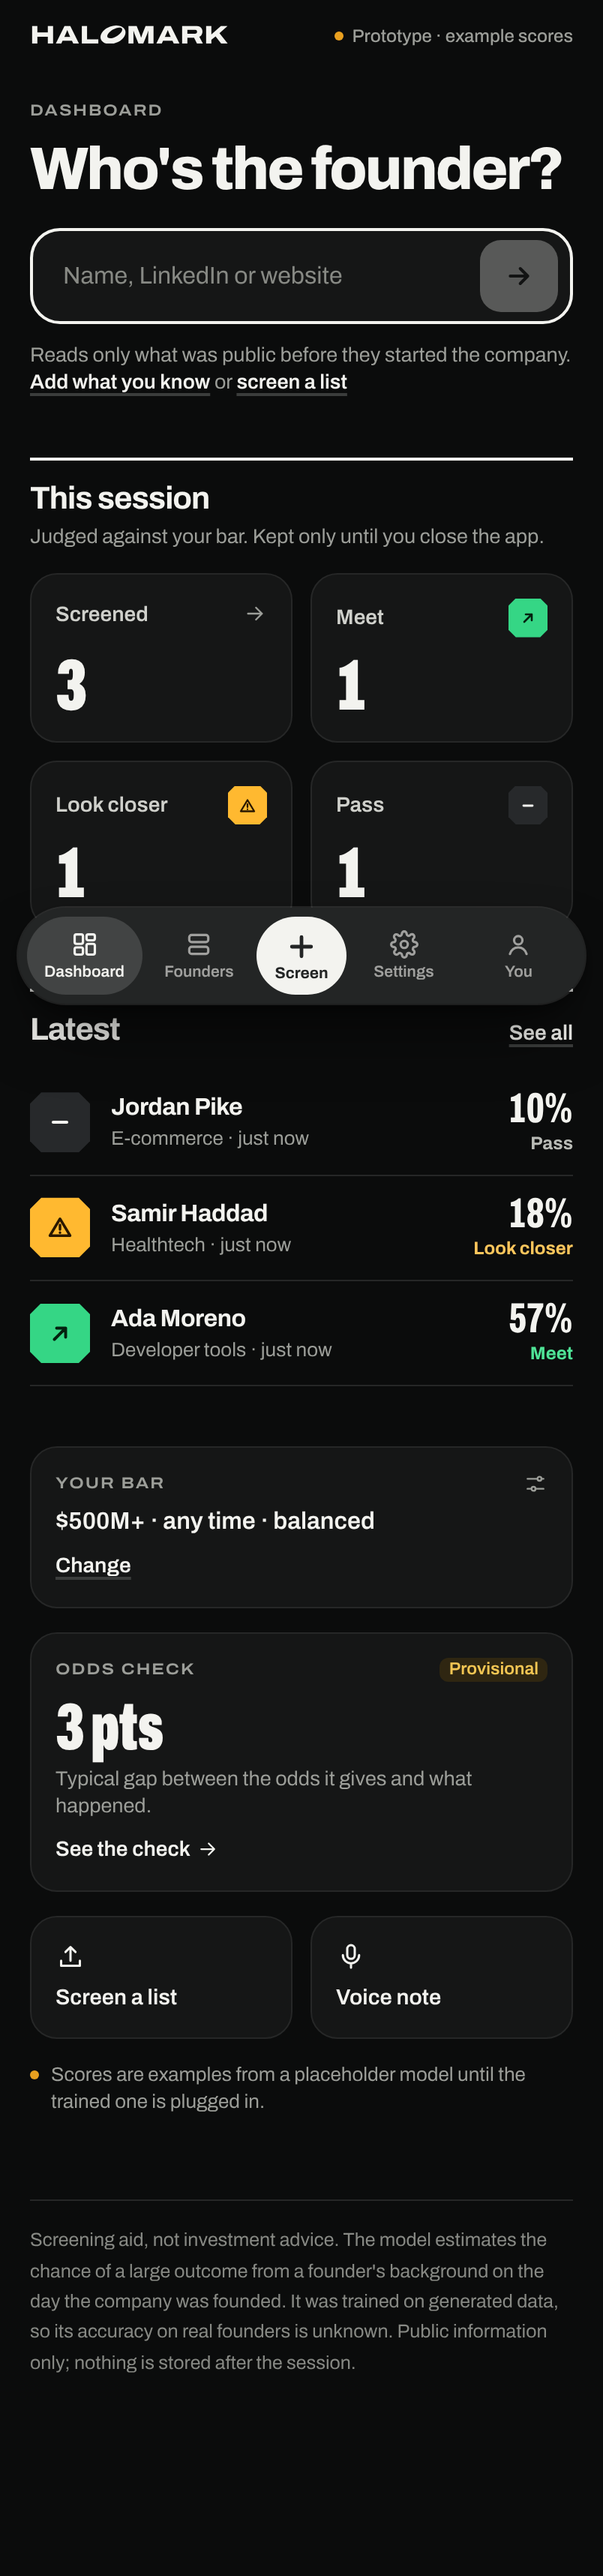 HALOMARK
Prototype · example scores
DASHBOARD
Who's the founder?
Name, LinkedIn or website
Reads only what was public before they started the company.
Add what you know or screen a list
This session
Judged against your bar. Kept only until you close the app.
Screened
Meet
3
1
Look closer
Pass
1
1
Dashboard
Founders
Screen
Settings
You
Latest
See all
Jordan Pike
10%
E-commerce · just now
Pass
Samir Haddad
18%
Healthtech · just now
Look closer
Ada Moreno
57%
Developer tools · just now
Meet
YOUR BAR
$500M+ · any time · balanced
Change
ODDS CHECK
Provisional
3 pts
Typical gap between the odds it gives and what
happened.
See the check
Screen a list
Voice note
Scores are examples from a placeholder model until the
trained one is plugged in.
Screening aid, not investment advice. The model estimates the
chance of a large outcome from a founder's background on the
day the company was founded. It was trained on generated data,
so its accuracy on real founders is unknown. Public information
only; nothing is stored after the session.